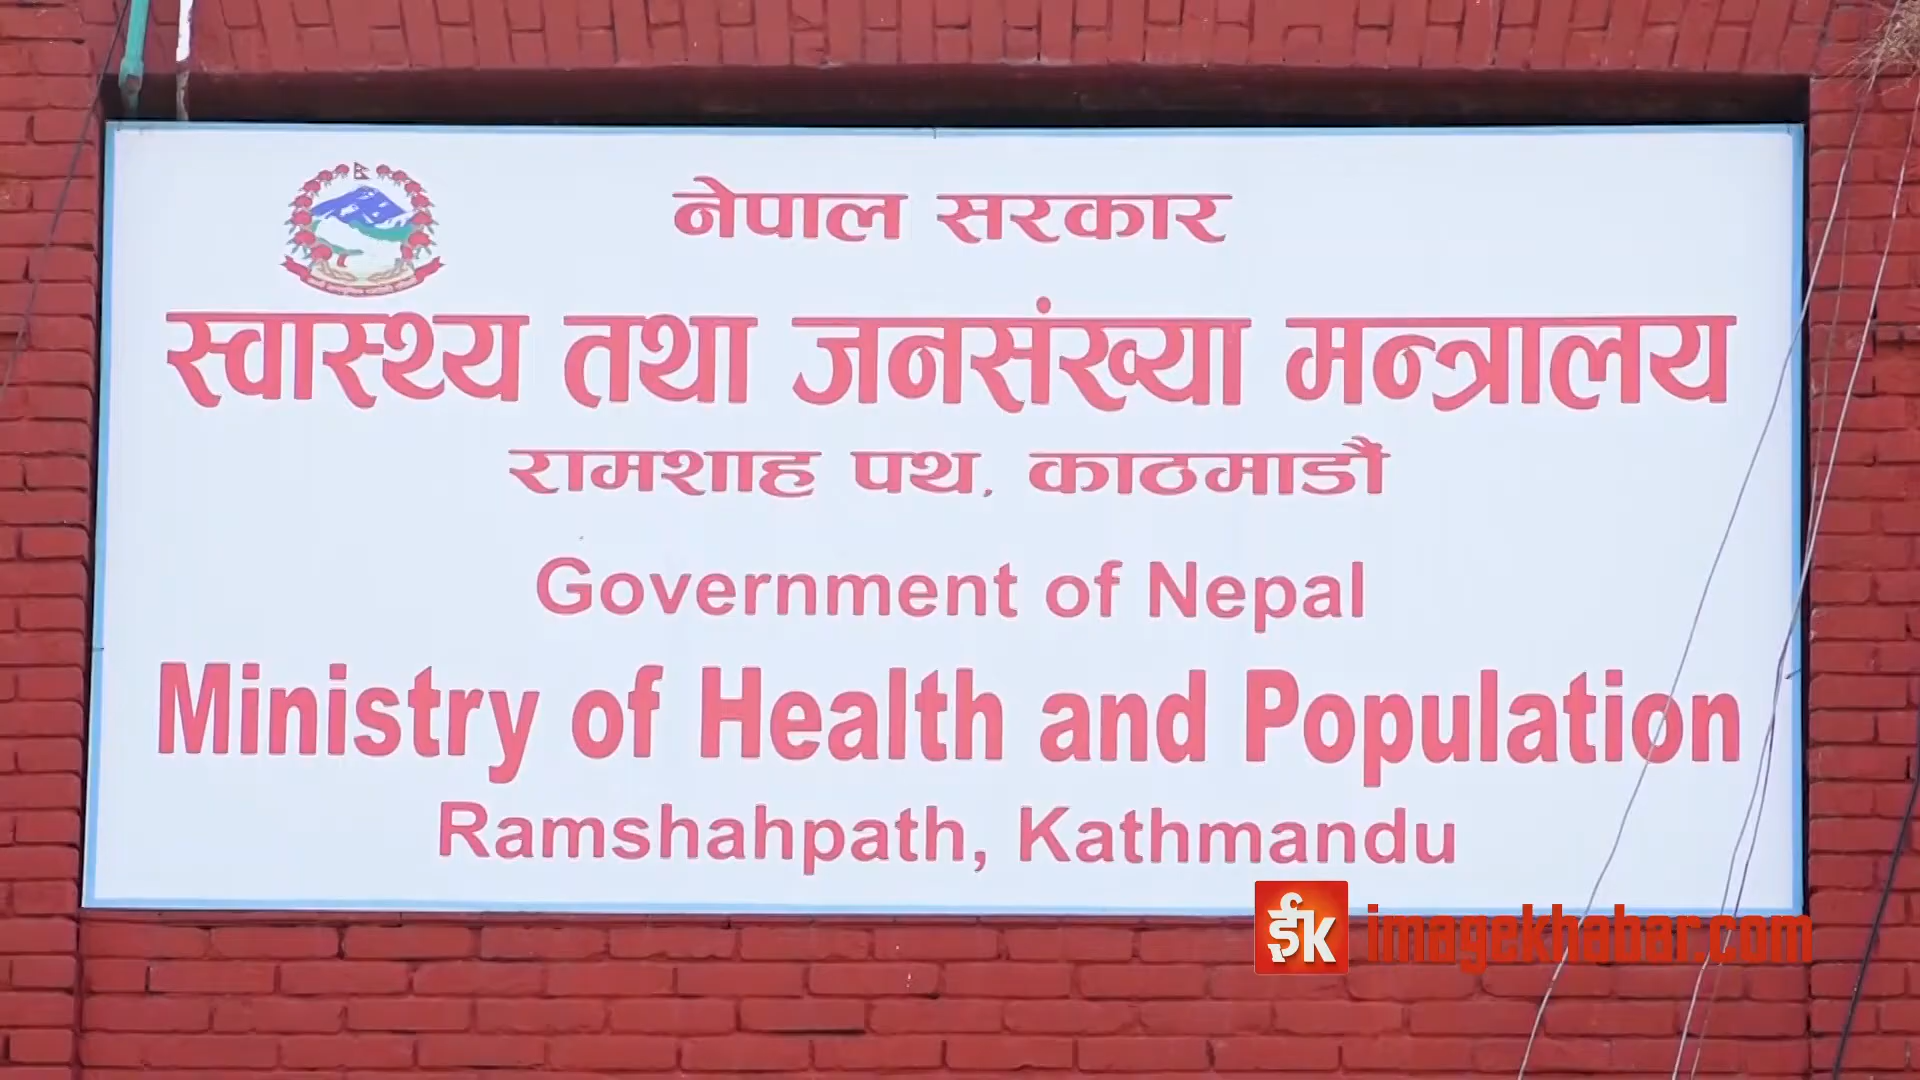 नेपाल सरकार
स्वास्थ्य तथा जनसंख्या मन्त्रालय
रामशाह पथ, काठमाडौं
Government of Nepal
Ministry of Health and Population
Ramshahpath, Kathmandu
imagekhabar.com